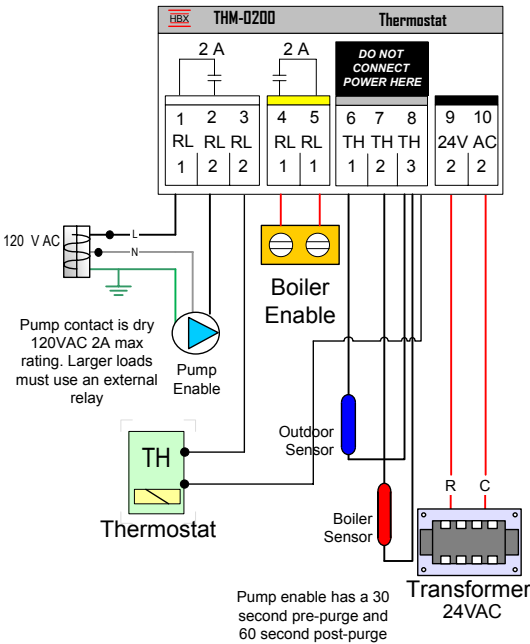 HBX THM-0200 Thermostat
2 A 2 A
DO NOT
CONNECT
POWER HERE
1 2 3 4 5 6 7 8 9 10
RL RL RL RL RL TH TH TH 24V AC
1 2 2 1 1 1 2 3 2 2
120 V AC
L
N
Boiler
Enable
Pump contact is dry
120VAC 2A max
rating. Larger loads
must use an external
relay
Pump
Enable
Outdoor
Sensor
TH
Thermostat
R C
Boiler
Sensor
Transformer
24VAC
Pump enable has a 30
second pre-purge and
60 second post-purge